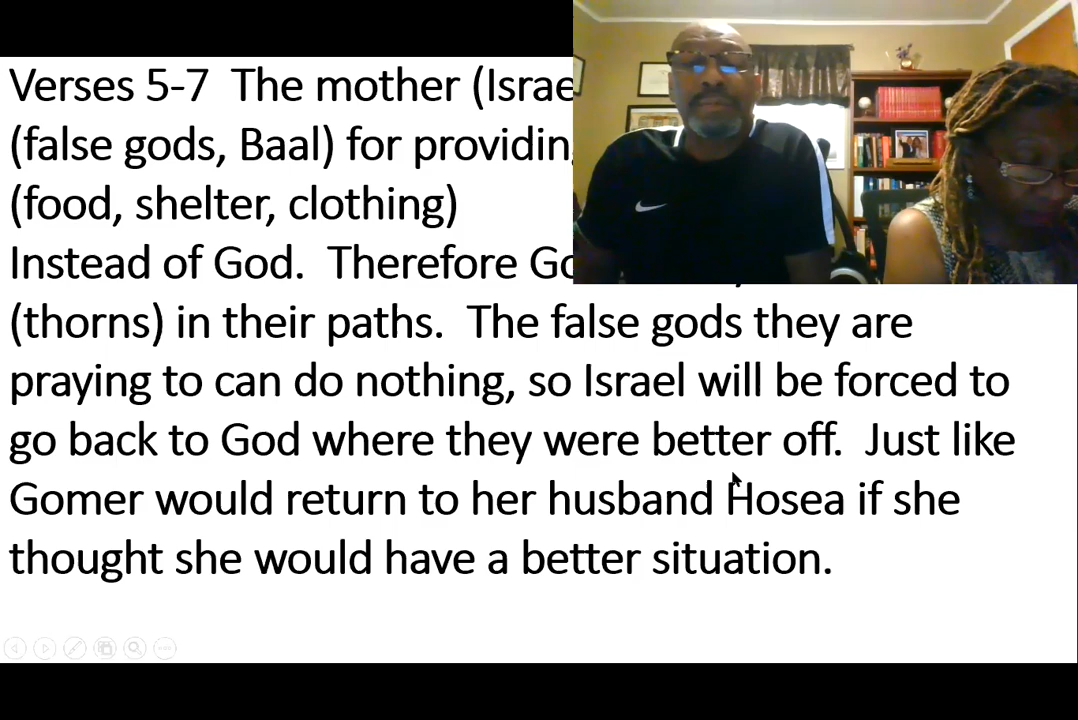 Verses 5-7 The mother (Israe
(false gods, Baal) for providin
(food, shelter, clothing)
Instead of God. Therefore Go
(thorns) in their paths. The false gods they are
praying to can do nothing, so Israel will be forced to
go back to God where they were better off. Just like
Gomer would return to her husband Hosea if she
thought she would have a better situation.